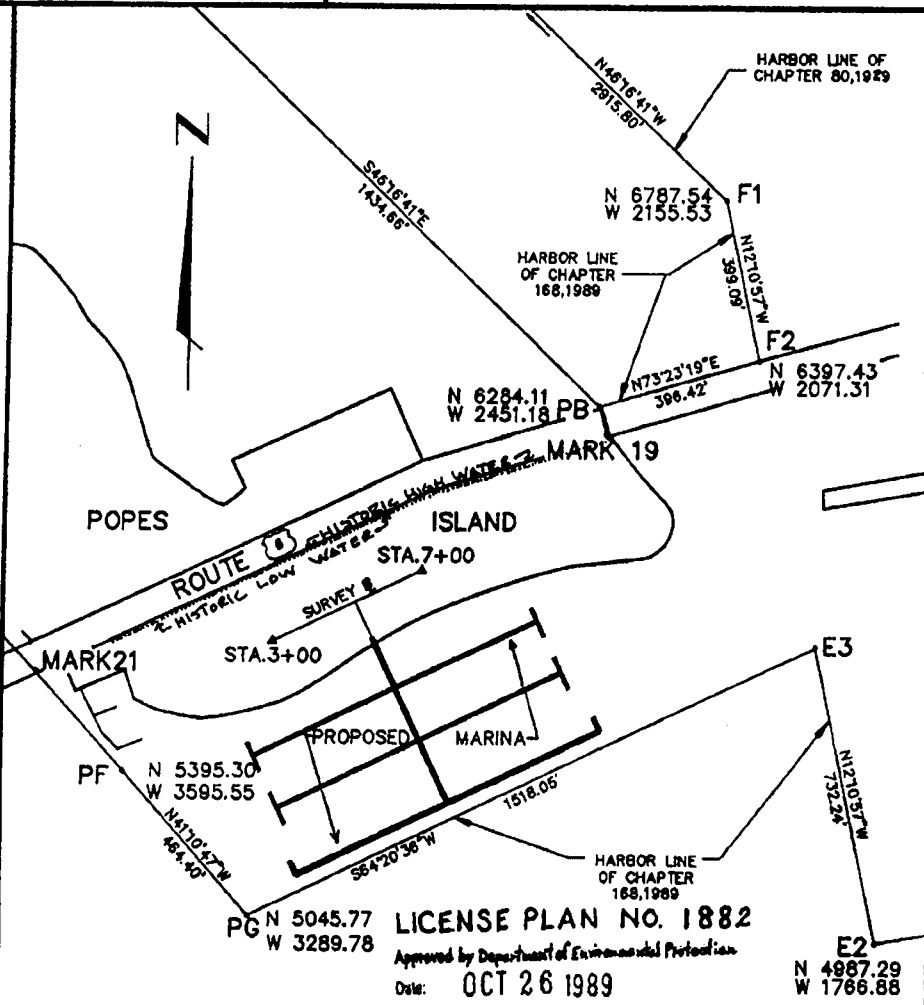 N46°16'41"W
2915.80'
HARBOR LINE OF
CHAPTER 80,1929
N
S46°16'41"E
1434.66'
N 6787.54
W 2155.53
F1
HARBOR LINE
OF CHAPTER
168,1989
N12°10'57"W
399.09'
F2
N73°23'19"E
396.42'
N 6397.43
W 2071.31
N 6284.11
W 2451.18
PB
MARK 19
HISTORIC HIGH WATER
POPES
ISLAND
ROUTE 6
HISTORIC LOW WATER
STA.7+00
SURVEY
STA.3+00
MARK21
E3
PROPOSED
MARINA
PF
N 5395.30
W 3595.55
N12°10'57"W
732.24'
1518.05'
N41°10'47"W
464.40'
S64°20'36"W
HARBOR LINE
OF CHAPTER
168,1989
PG
N 5045.77
W 3289.78
LICENSE PLAN NO. 1882
Approved by Department of Environmental Protection
Date: OCT 26 1989
E2
N 4987.29
W 1766.88